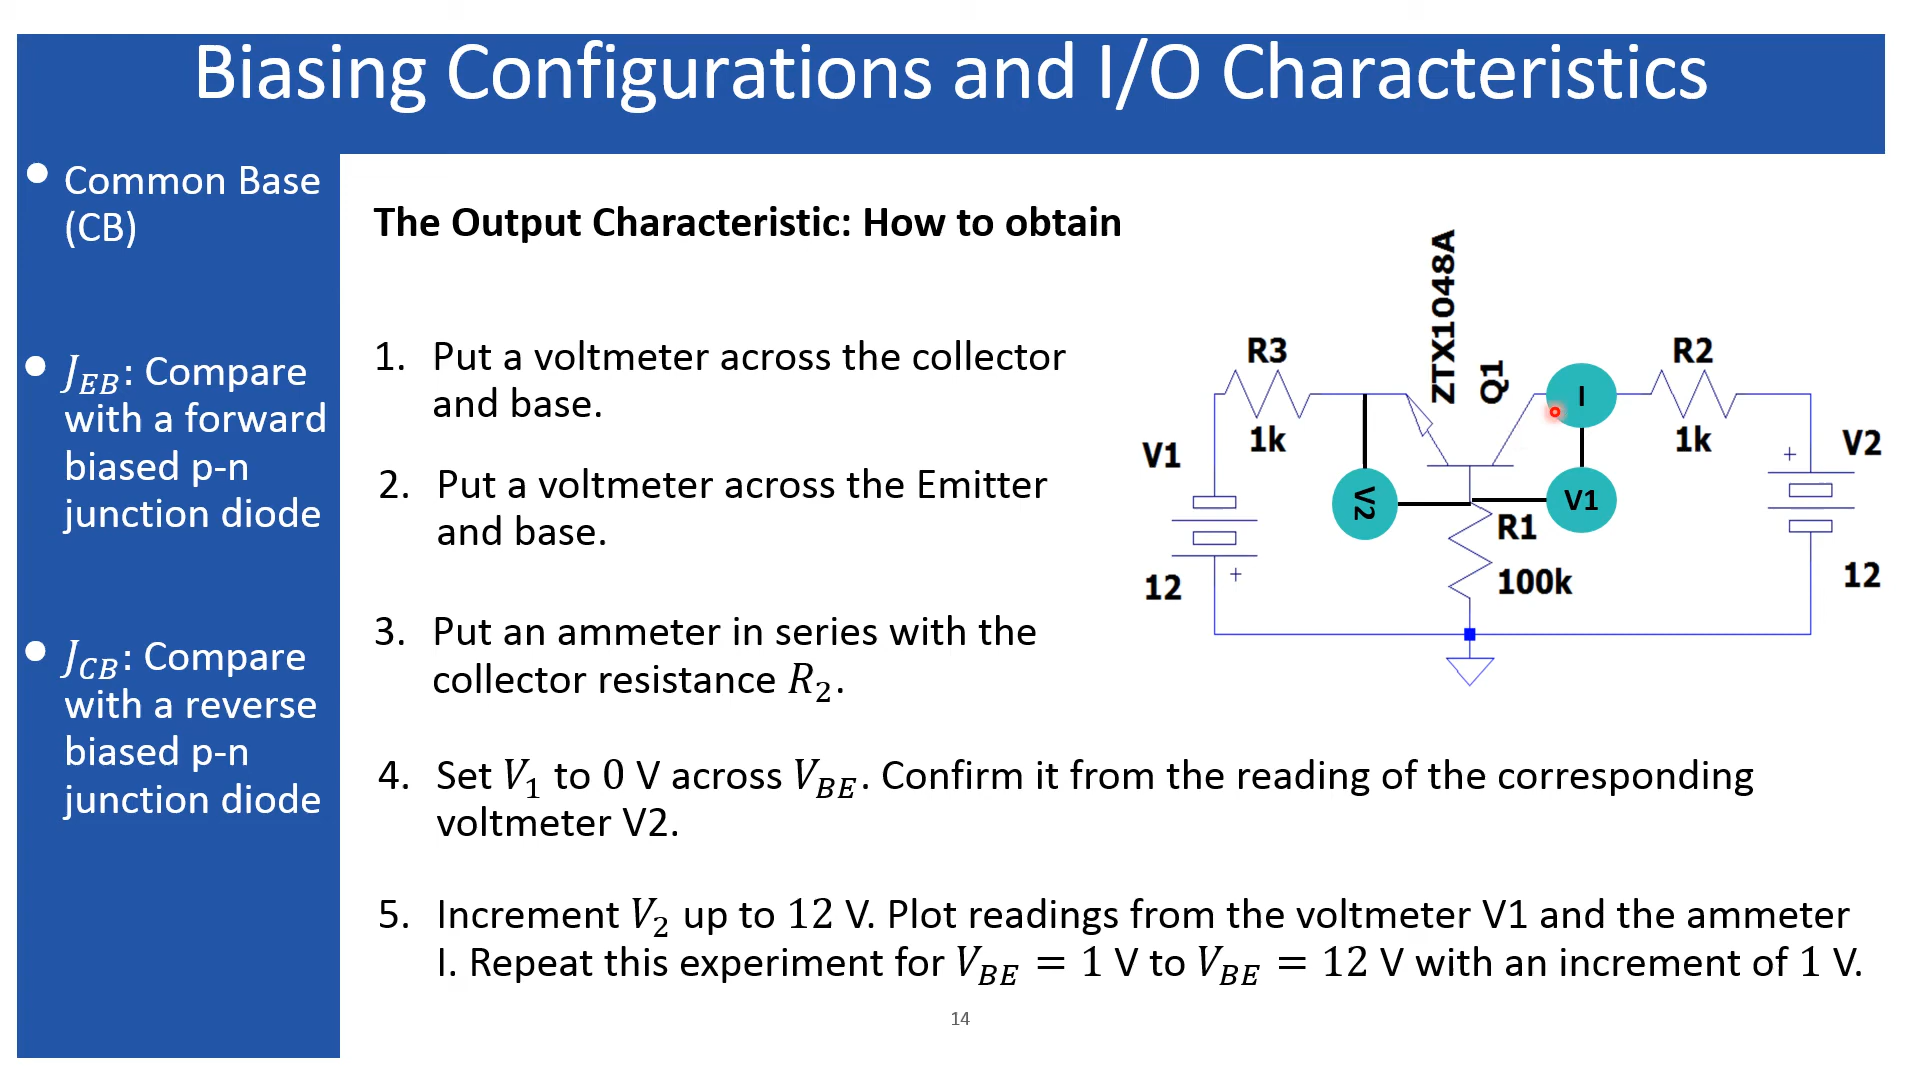 Biasing Configurations and I/O Characteristics
• Common Base
(CB)
• J_EB: Compare
with a forward
biased p-n
junction diode
• J_CB: Compare
with a reverse
biased p-n
junction diode
The Output Characteristic: How to obtain
1. Put a voltmeter across the collector
and base.
2. Put a voltmeter across the Emitter
and base.
3. Put an ammeter in series with the
collector resistance R₂.
4. Set V₁ to 0 V across V_BE. Confirm it from the reading of the corresponding
voltmeter V2.
5. Increment V₂ up to 12 V. Plot readings from the voltmeter V1 and the ammeter
I. Repeat this experiment for V_BE = 1 V to V_BE = 12 V with an increment of 1 V.
ZTX1048A
Q1
R3
1k
I
R2
1k
V1
12
+
V2
V1
R1
100k
+
V2
12
14